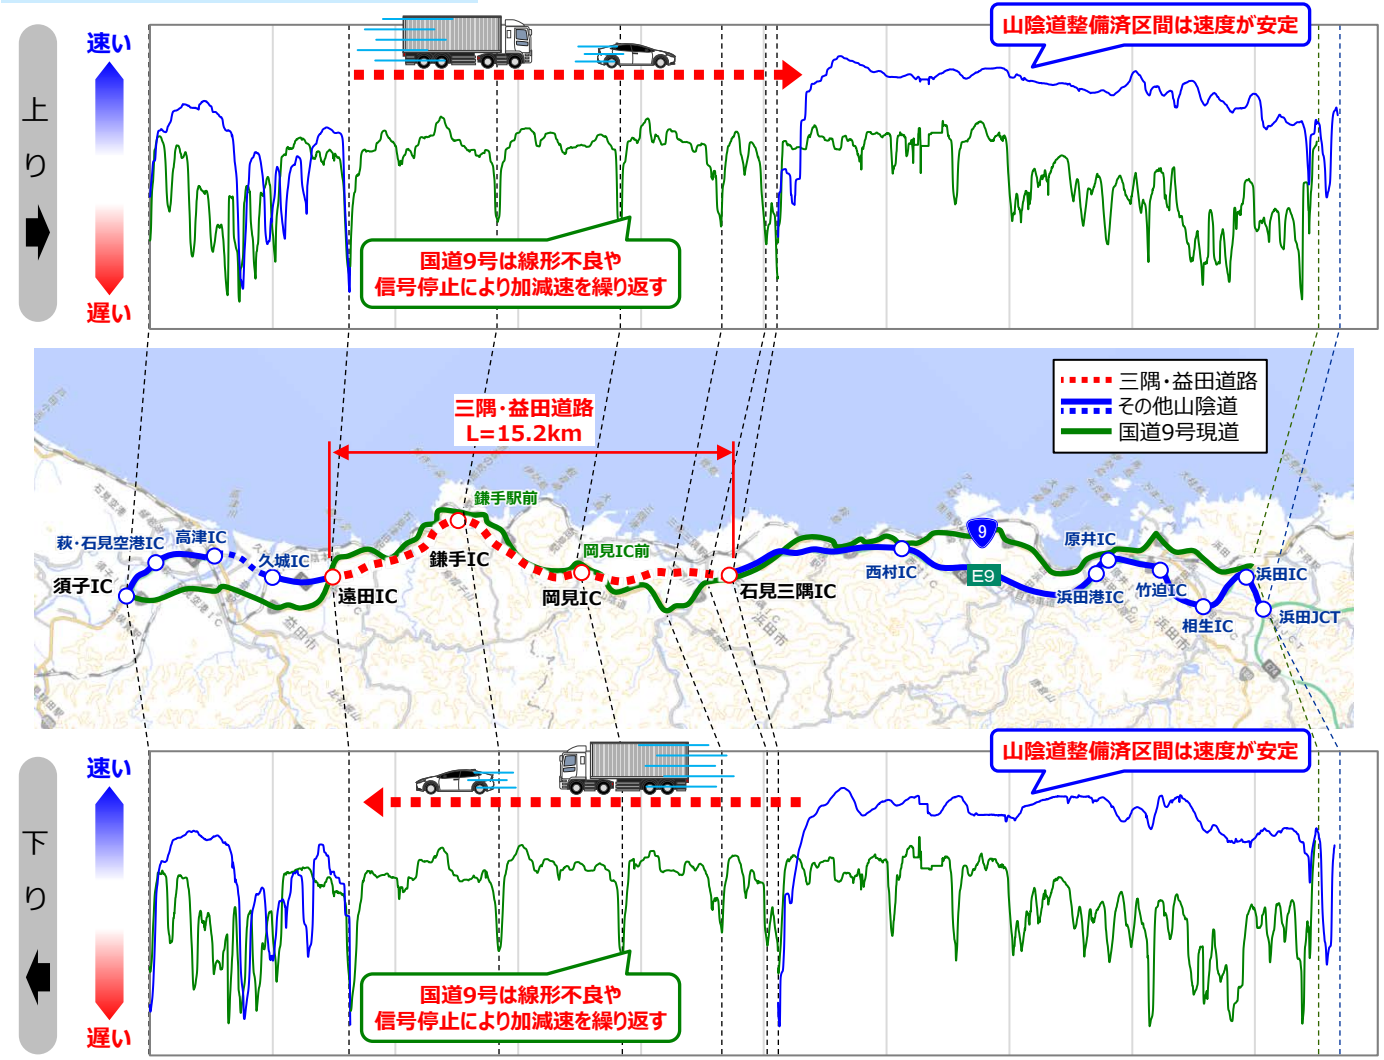 山陰道整備済区間は速度が安定
速い
上り
遅い
国道9号は線形不良や
信号停止により加減速を繰り返す
三隅・益田道路
その他山陰道
国道9号現道
三隅・益田道路
L=15.2km
鎌手駅前
9
萩・石見空港IC
高津IC
久城IC
須子IC
遠田IC
鎌手IC
岡見IC前
岡見IC
石見三隅IC
西村IC
E9
原井IC
浜田港IC
竹迫IC
相生IC
浜田IC
浜田JCT
益田市
浜田市
山陰道整備済区間は速度が安定
速い
下り
遅い
国道9号は線形不良や
信号停止により加減速を繰り返す